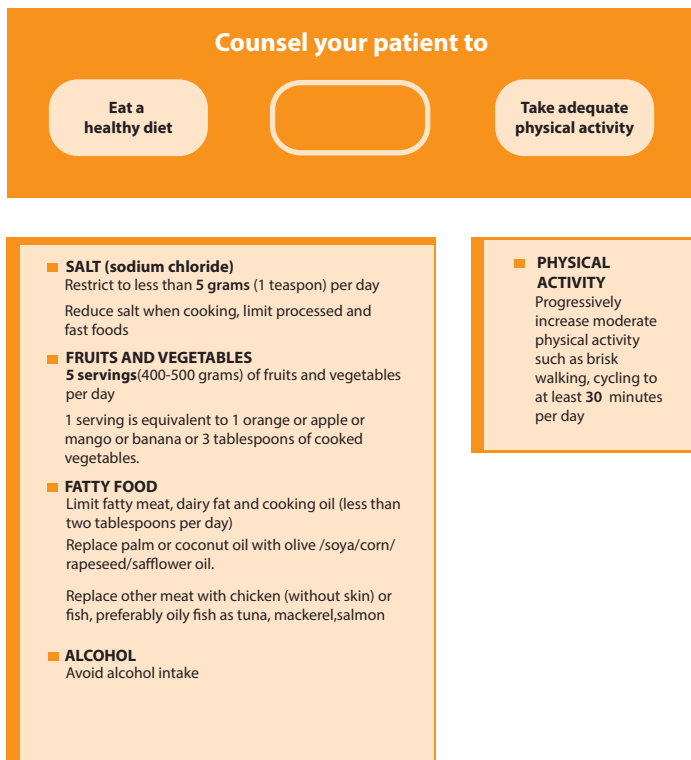 Counsel your patient to
Eat a
healthy diet
Take adequate
physical activity
SALT (sodium chloride)
Restrict to less than 5 grams (1 teaspoon) per day
Reduce salt when cooking, limit processed and
fast foods
FRUITS AND VEGETABLES
5 servings(400-500 grams) of fruits and vegetables
per day
1 serving is equivalent to 1 orange or apple or
mango or banana or 3 tablespoons of cooked
vegetables.
FATTY FOOD
Limit fatty meat, dairy fat and cooking oil (less than
two tablespoons per day)
Replace palm or coconut oil with olive /soya/corn/
rapeseed/safflower oil.
Replace other meat with chicken (without skin) or
fish, preferably oily fish as tuna, mackerel,salmon
ALCOHOL
Avoid alcohol intake
PHYSICAL
ACTIVITY
Progressively
increase moderate
physical activity
such as brisk
walking, cycling to
at least 30 minutes
per day